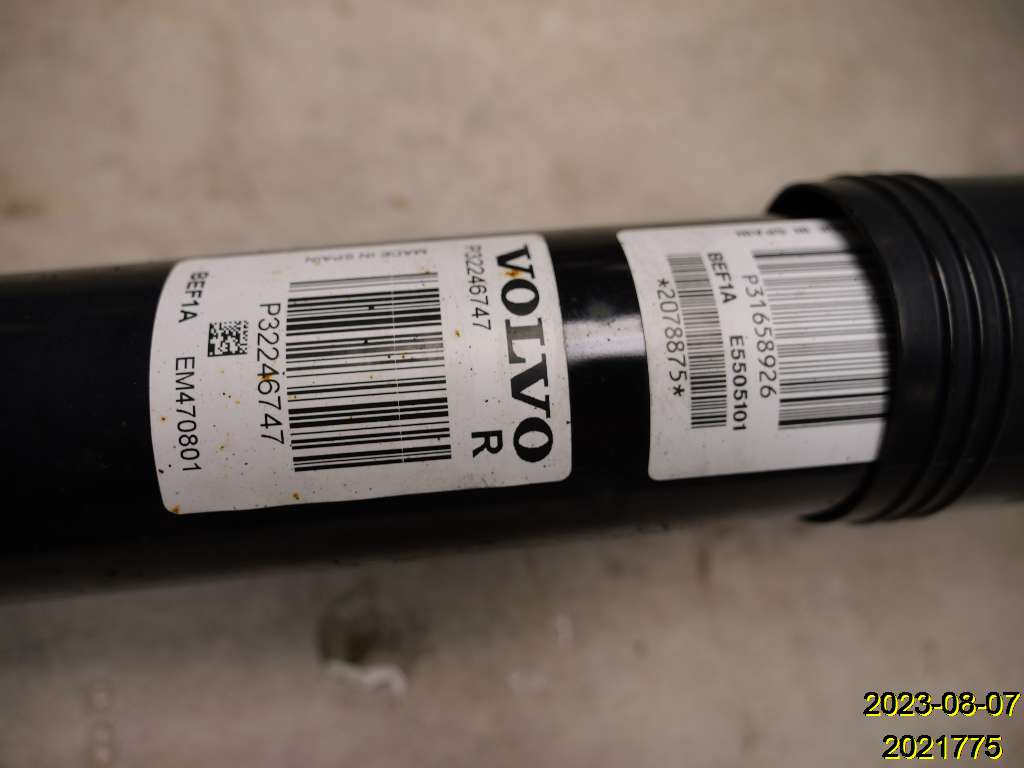 VOLVO
R
P32246747
MADE IN SPAIN
P32246747
BEF1A EM470801
P31658926
BEF1A E5505101
*2078875*
2023-08-07
2021775